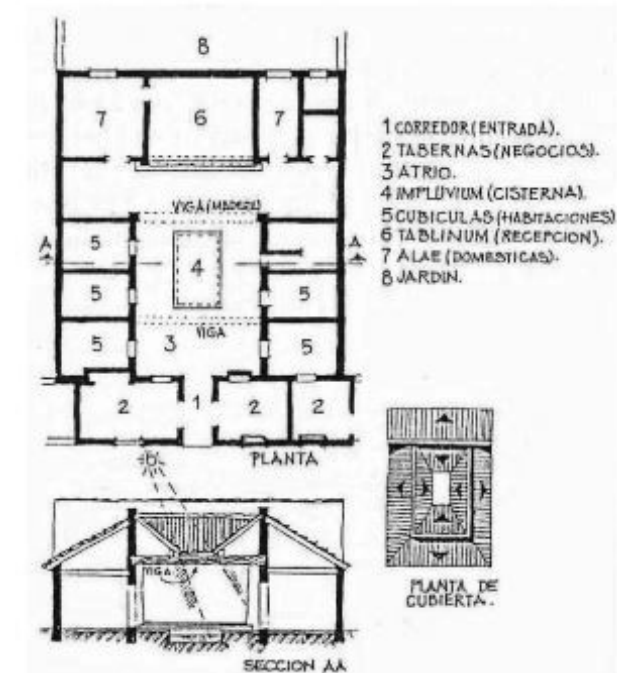 8
7
6
7
VIGA (MADERA)
A
5
4
A
5
5
5
VIGA
3
5
2
1
2
2
PLANTA
1 CORREDOR (ENTRADA).
2 TABERNAS (NEGOCIOS).
3 ATRIO.
4 IMPLUVIUM (CISTERNA).
5 CUBICULAS (HABITACIONES)
6 TABLINUM (RECEPCION).
7 ALAE (DOMESTICAS).
8 JARDIN.
PLANTA DE
CUBIERTA.
VIGA
SECCION AA